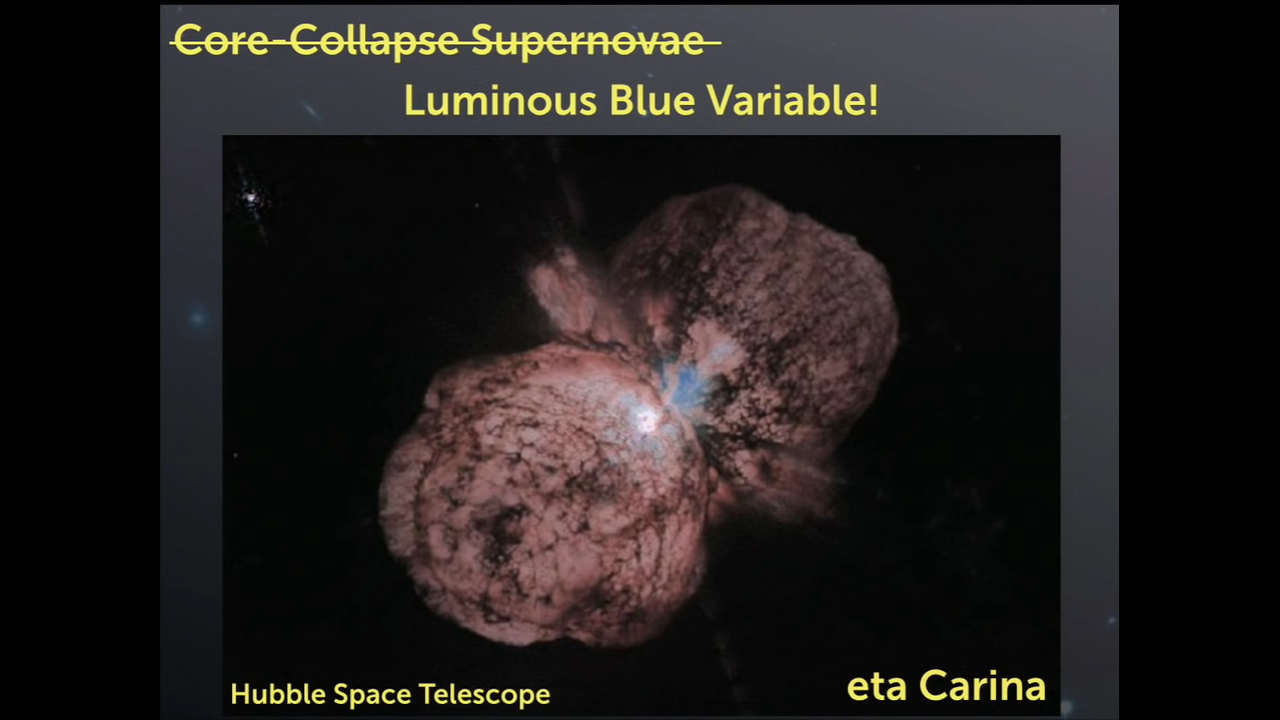 Core-Collapse Supernovae
Luminous Blue Variable!
Hubble Space Telescope
eta Carina